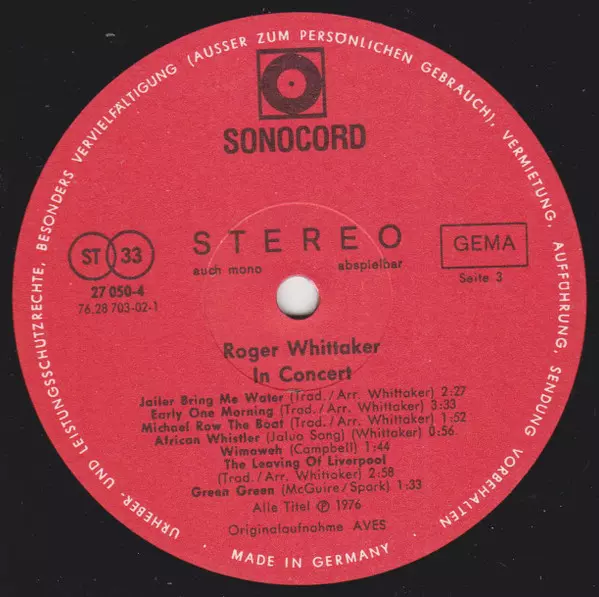 URHEBER- UND LEISTUNGSSCHUTZRECHTE, BESONDERS VERVIELFÄLTIGUNG (AUSSER ZUM PERSÖNLICHEN GEBRAUCH), VERMIETUNG, AUFFÜHRUNG, SENDUNG VORBEHALTEN
SONOCORD
ST 33
27 050-4
76.28 703-02-1
STEREO
auch mono abspielbar
GEMA
Seite 3
Roger Whittaker
In Concert
Jailer Bring Me Water (Trad./Arr. Whittaker) 2:27
Early One Morning (Trad./Arr. Whittaker) 3:33
Michael Row The Boat (Trad./Arr. Whittaker) 1:52
African Whistler (Jalua Song) (Whittaker) 0:56
Wimaweh (Campbell) 1:44
The Leaving Of Liverpool
(Trad./Arr. Whittaker) 2:58
Green Green (McGuire/Spark) 1:33
Alle Titel ℗ 1976
Originalaufnahme AVES
· MADE IN GERMANY ·